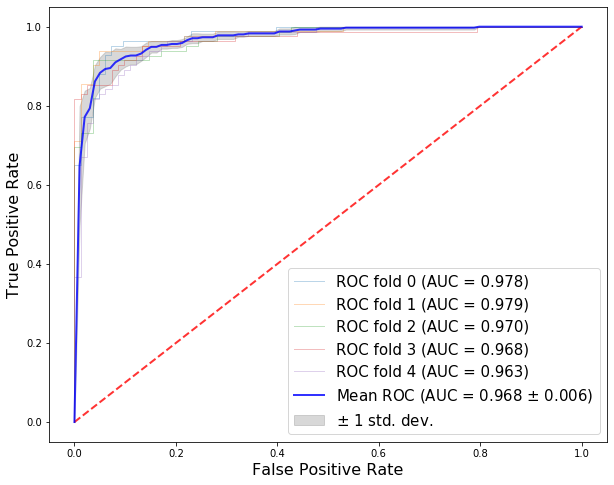 1.0
0.8
0.6
0.4
0.2
0.0
True Positive Rate
ROC fold 0 (AUC = 0.978)
ROC fold 1 (AUC = 0.979)
ROC fold 2 (AUC = 0.970)
ROC fold 3 (AUC = 0.968)
ROC fold 4 (AUC = 0.963)
Mean ROC (AUC = 0.968 ± 0.006)
± 1 std. dev.
0.0 0.2 0.4 0.6 0.8 1.0
False Positive Rate